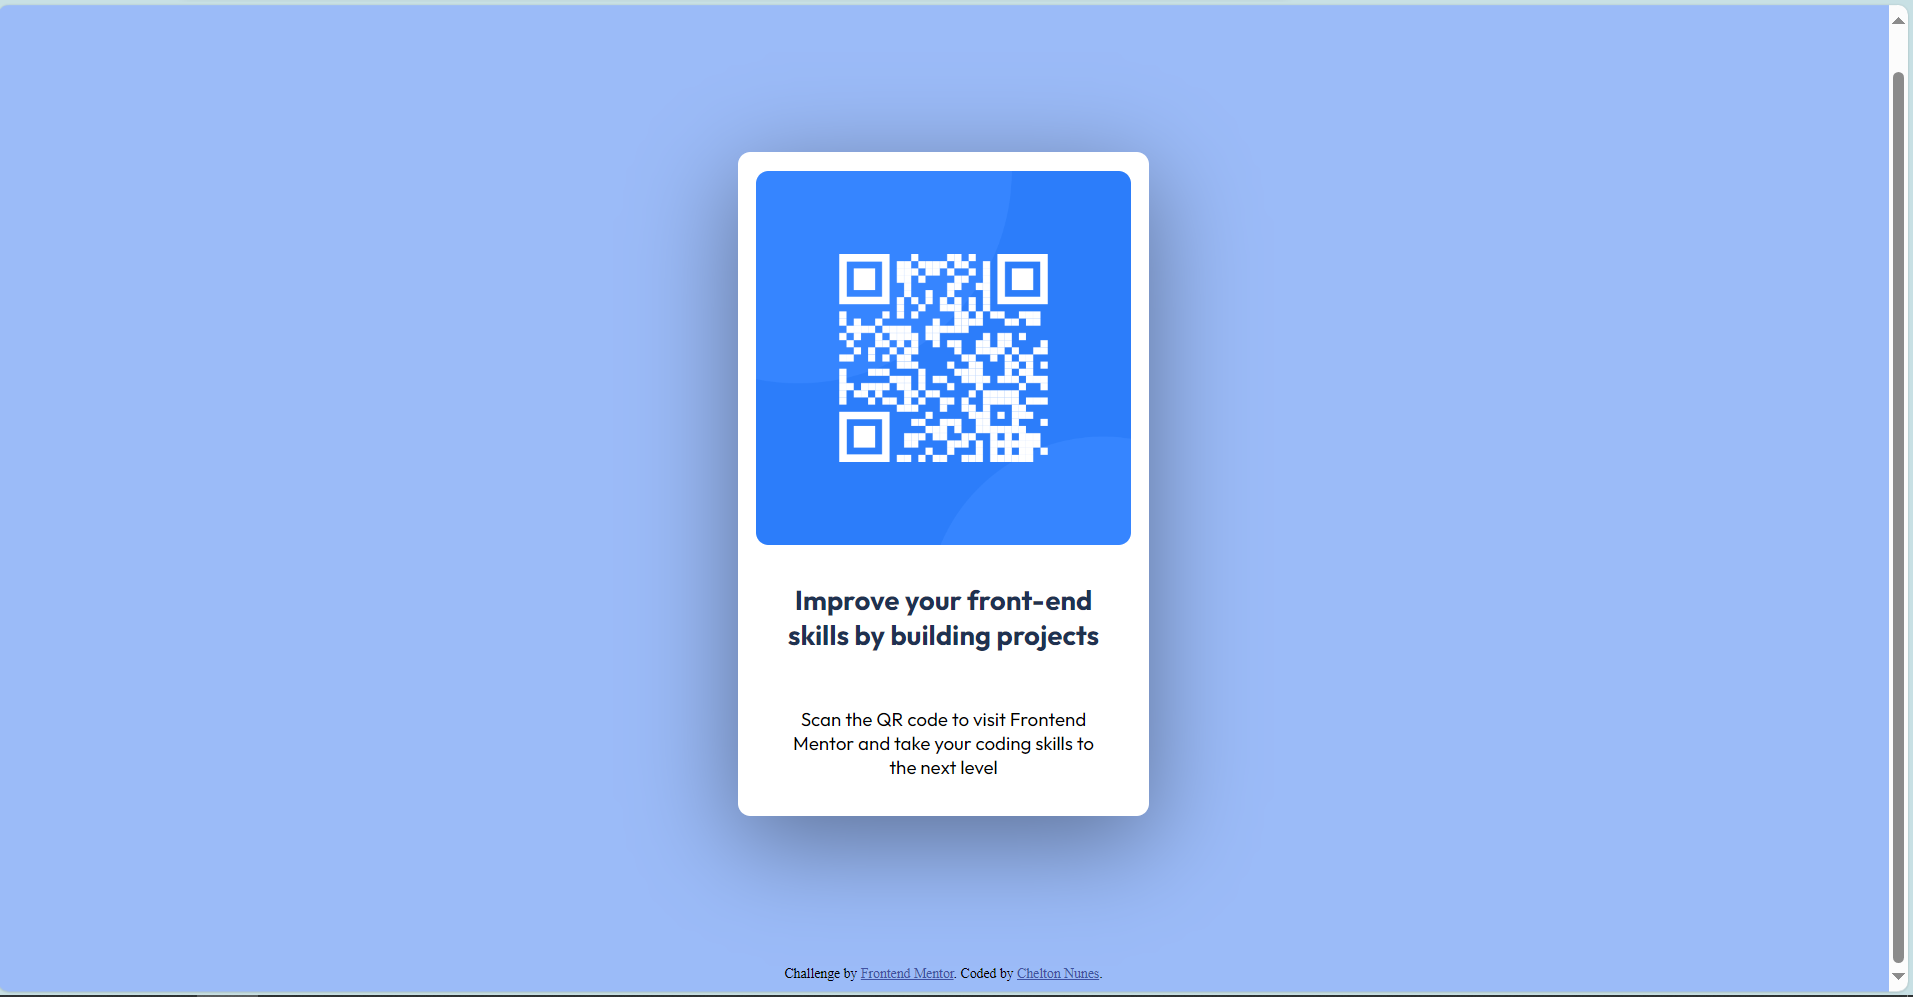 Improve your front-end
skills by building projects
Scan the QR code to visit Frontend
Mentor and take your coding skills to
the next level
Challenge by Frontend Mentor. Coded by Chelton Nunes.